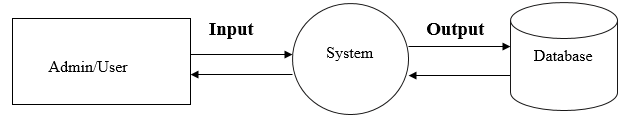 Input
Output
Admin/User
System
Database